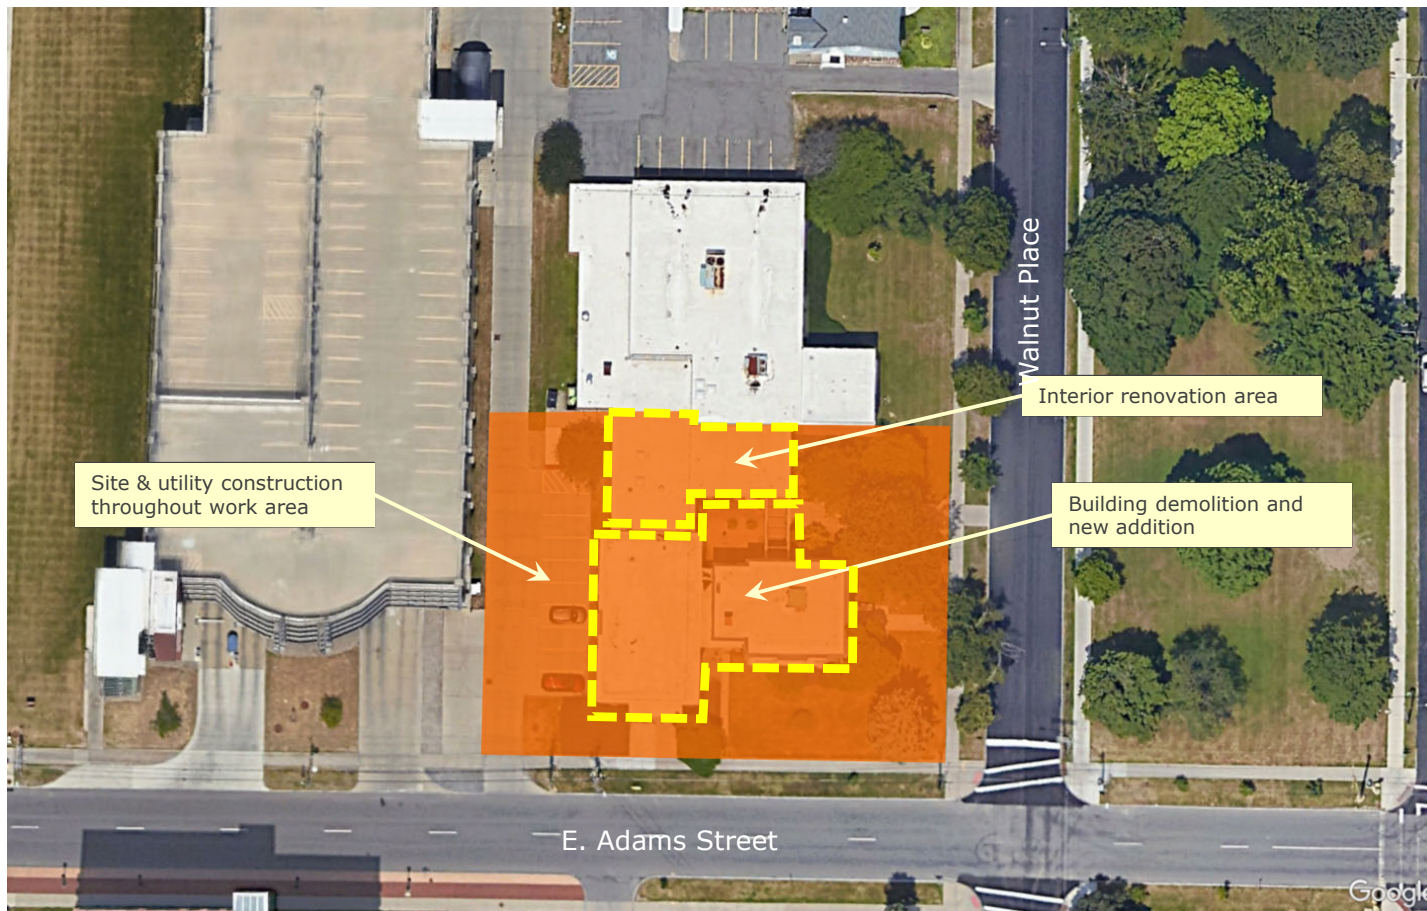 Walnut Place
Interior renovation area
Site & utility construction
throughout work area
Building demolition and
new addition
E. Adams Street
Google